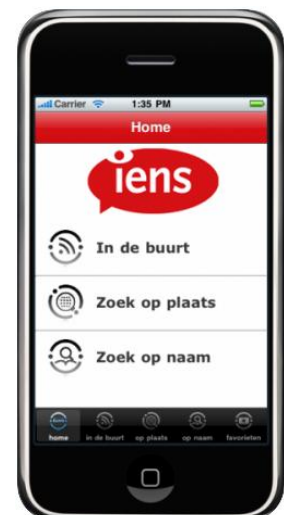 Carrier 1:35 PM
Home
iens
In de buurt
Zoek op plaats
Zoek op naam
home in de buurt op plaats op naam favorieten